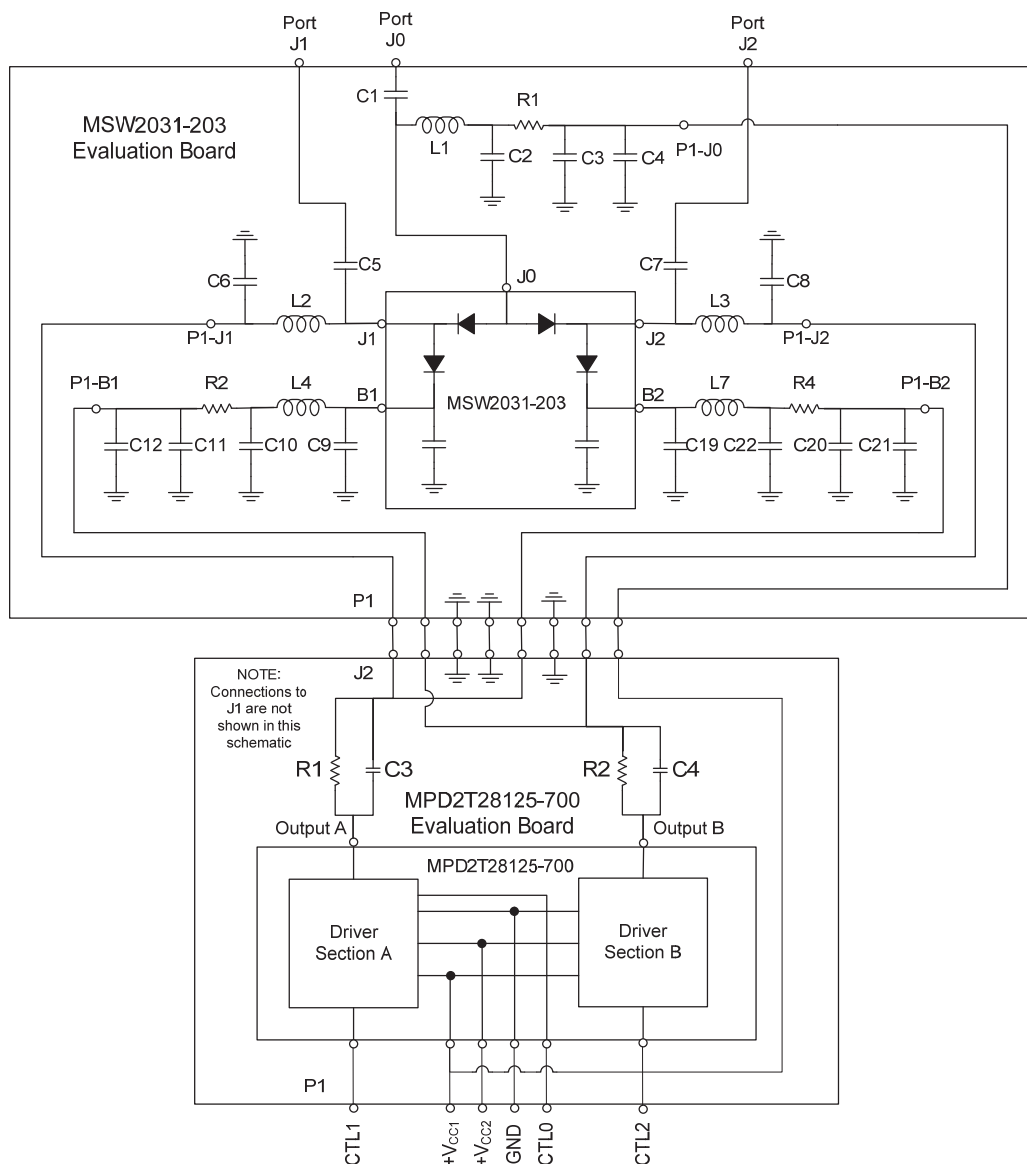 Port
J1
Port
J0
Port
J2
C1
R1
MSW2031-203
Evaluation Board
L1
C2
C3
C4
P1-J0
C6
C5
J0
C7
C8
L2
L3
P1-J1
J1
J2
P1-J2
P1-B1
R2
L4
B1
MSW2031-203
B2
L7
R4
P1-B2
C12
C11
C10
C9
C19
C22
C20
C21
P1
NOTE:
Connections to
J1 are not
shown in this
schematic
J2
R1
C3
R2
C4
MPD2T28125-700
Evaluation Board
Output A
Output B
MPD2T28125-700
Driver
Section A
Driver
Section B
P1
CTL1
+VCC1
+VCC2
GND
CTL0
CTL2